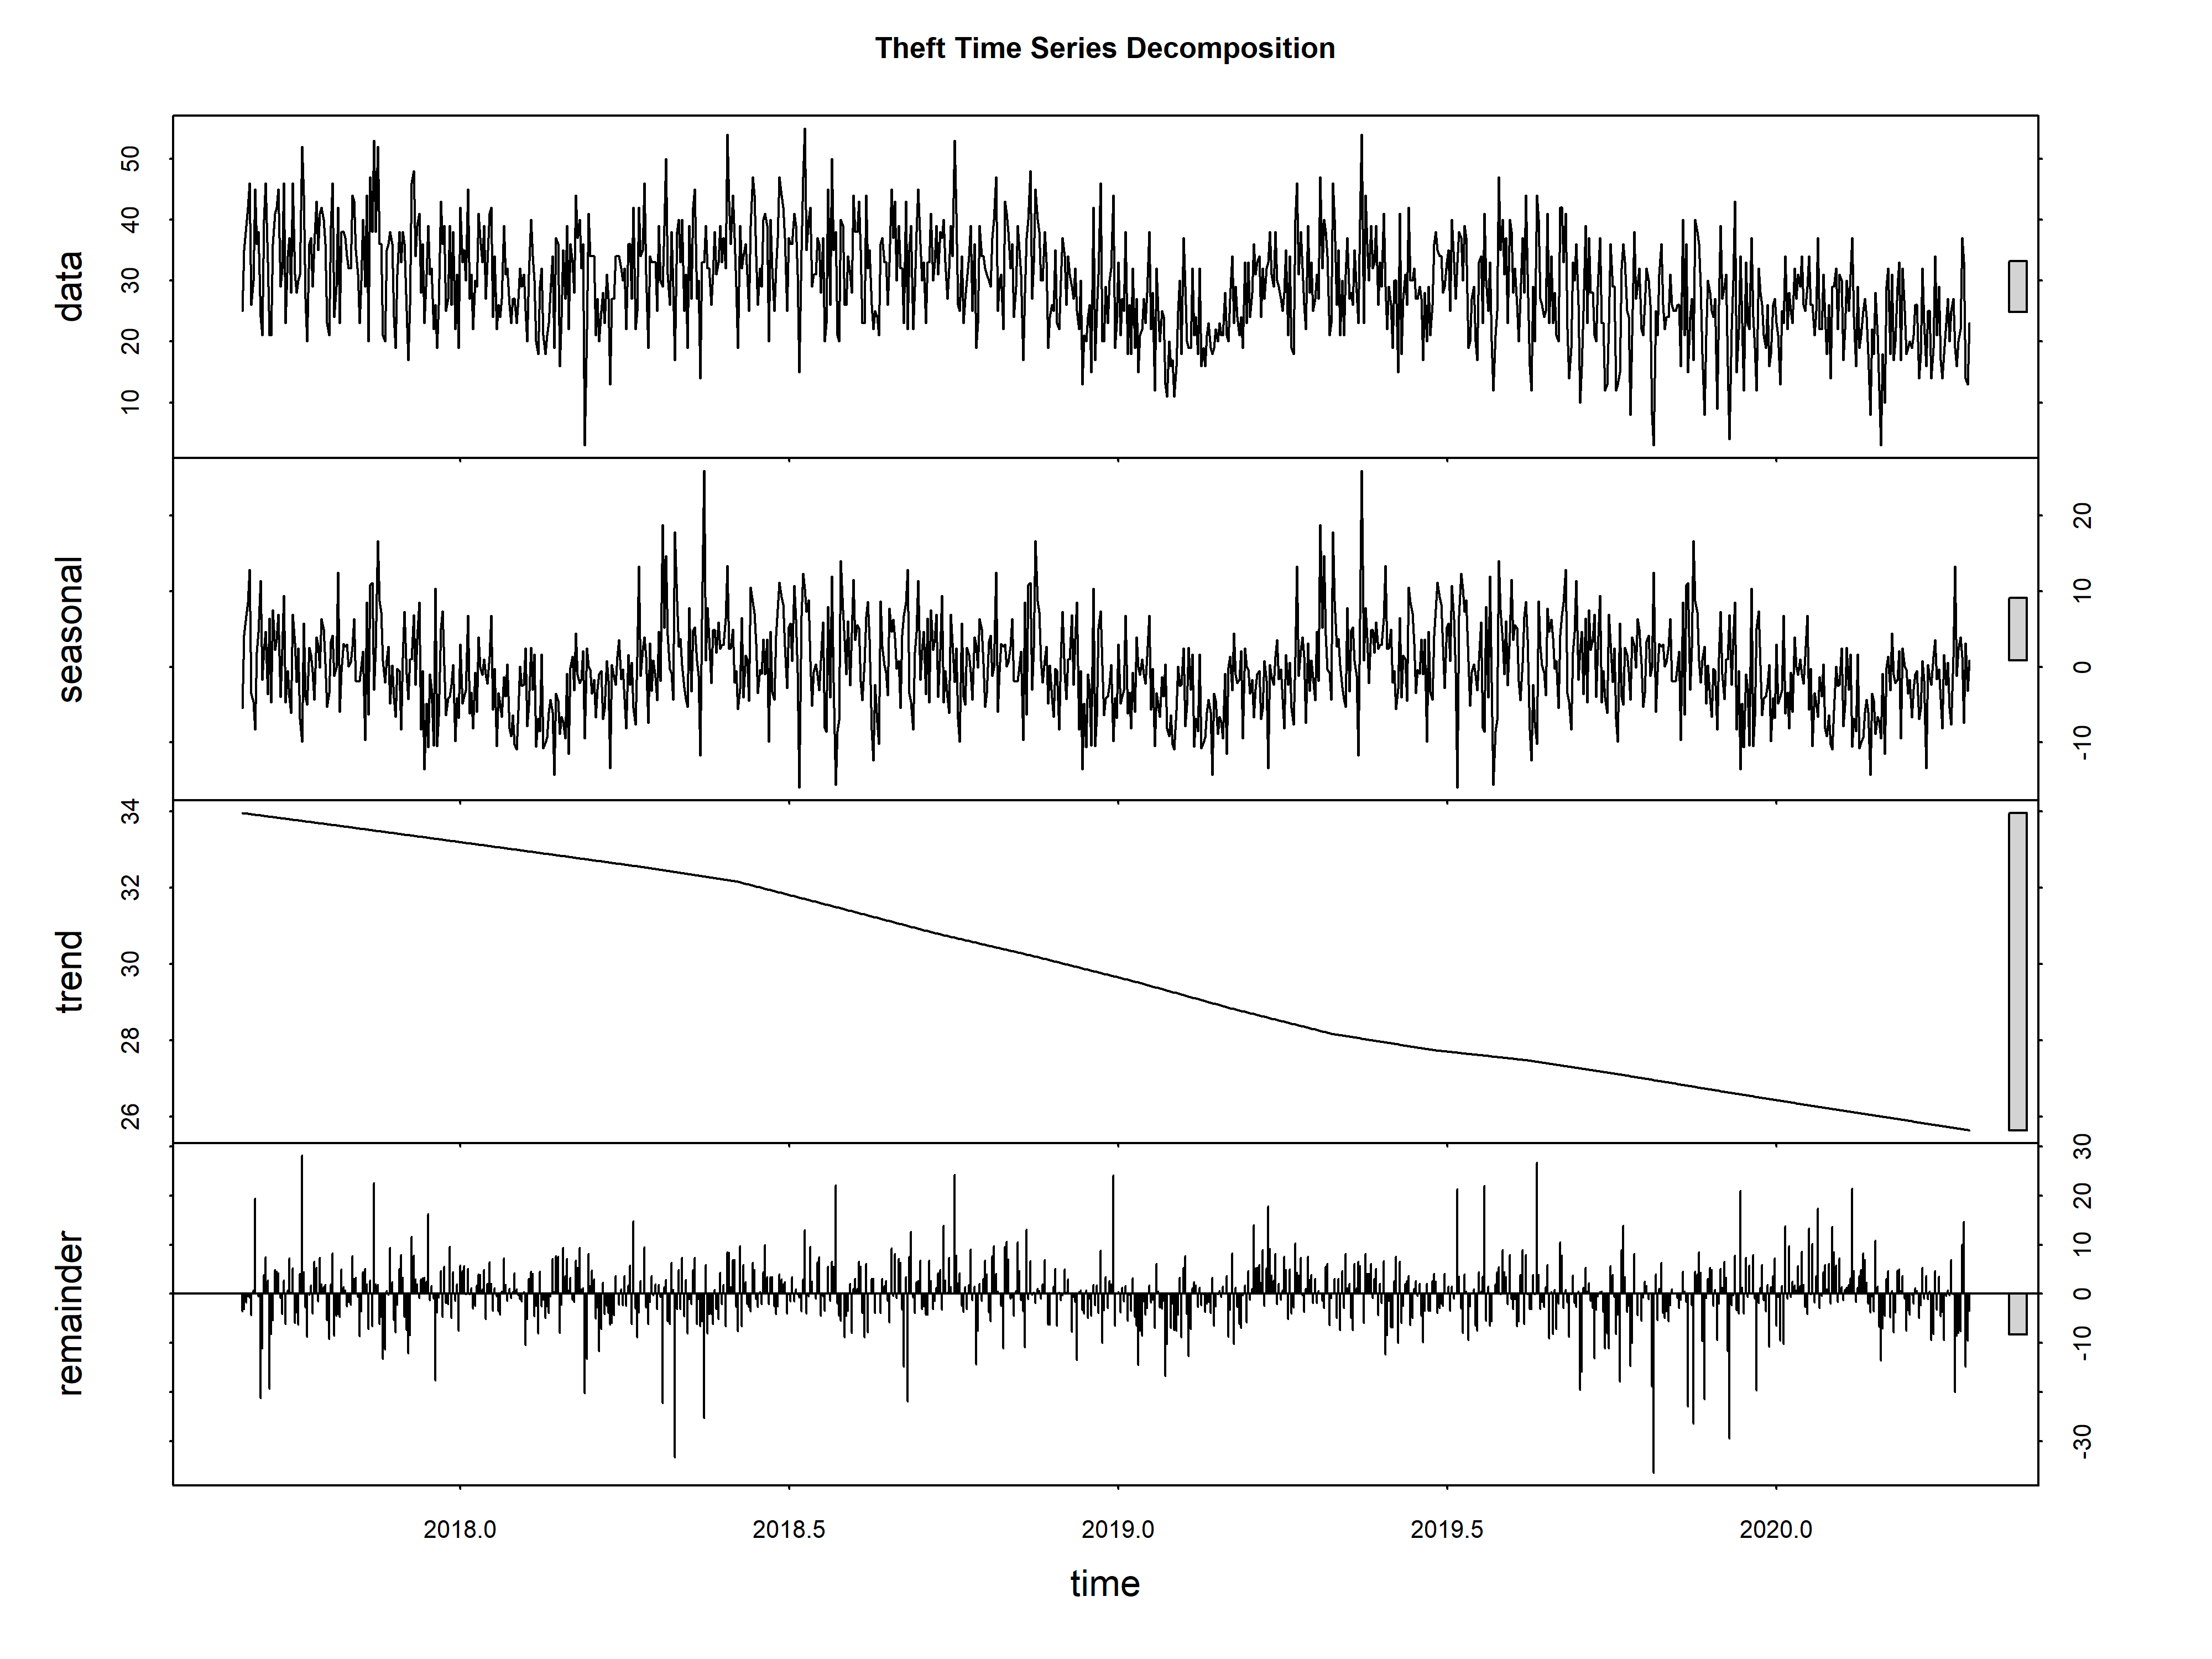 Theft Time Series Decomposition
data
10 20 30 40 50
seasonal
-10 0 10 20
trend
26 28 30 32 34
remainder
-30 -10 0 10 20 30
2018.0 2018.5 2019.0 2019.5 2020.0
time